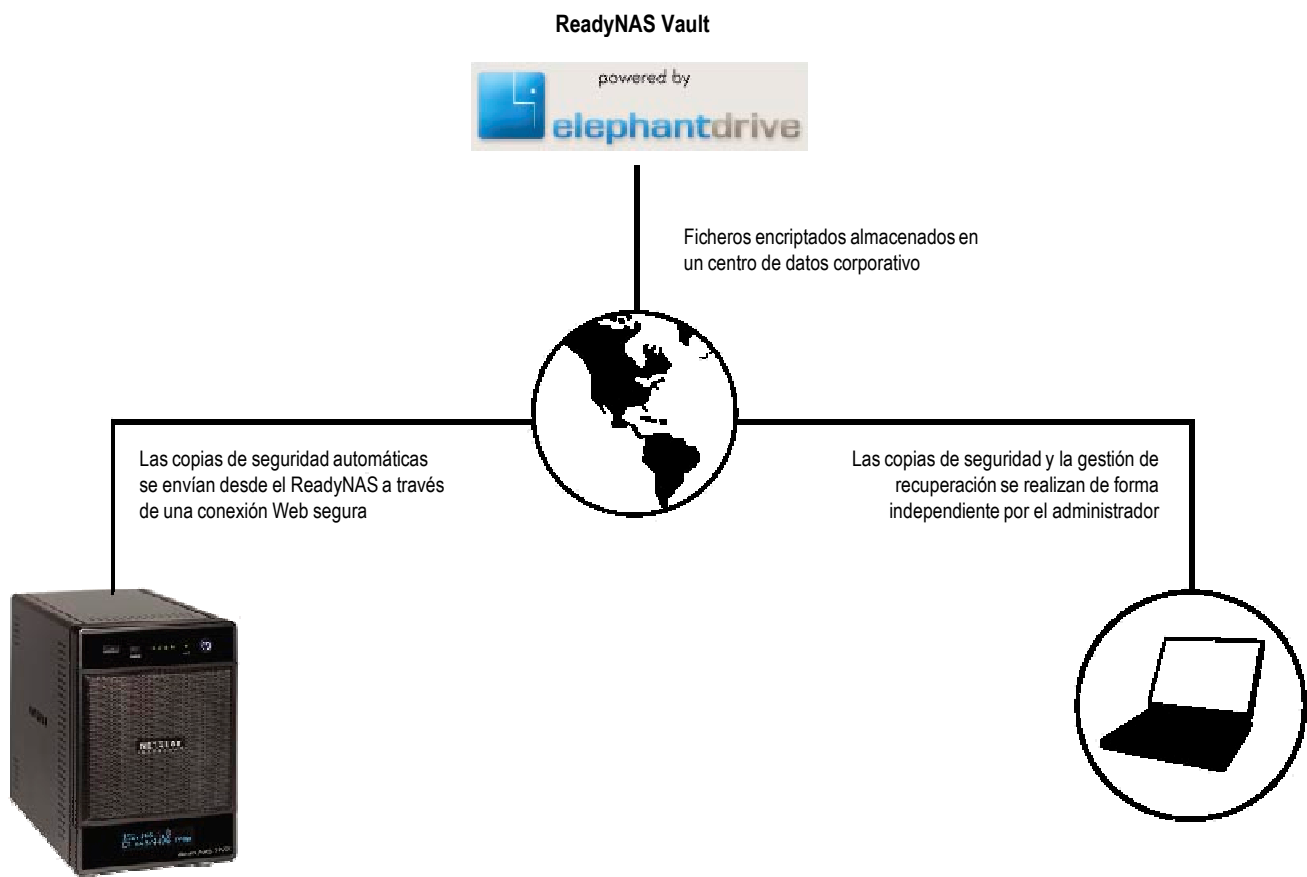 ReadyNAS Vault
powered by
elephantdrive
Ficheros encriptados almacenados en
un centro de datos corporativo
Las copias de seguridad automáticas
se envían desde el ReadyNAS a través
de una conexión Web segura
Las copias de seguridad y la gestión de
recuperación se realizan de forma
independiente por el administrador
NETGEAR